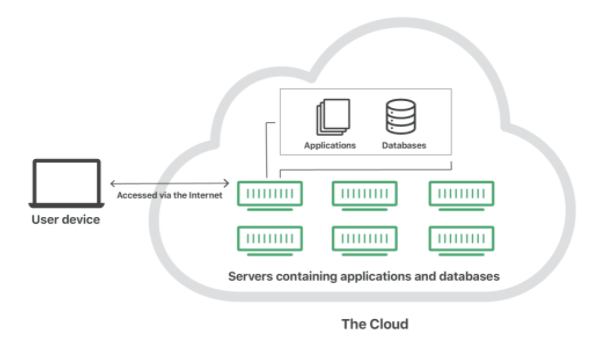 Applications
Databases
Accessed via the Internet
User device
Servers containing applications and databases
The Cloud